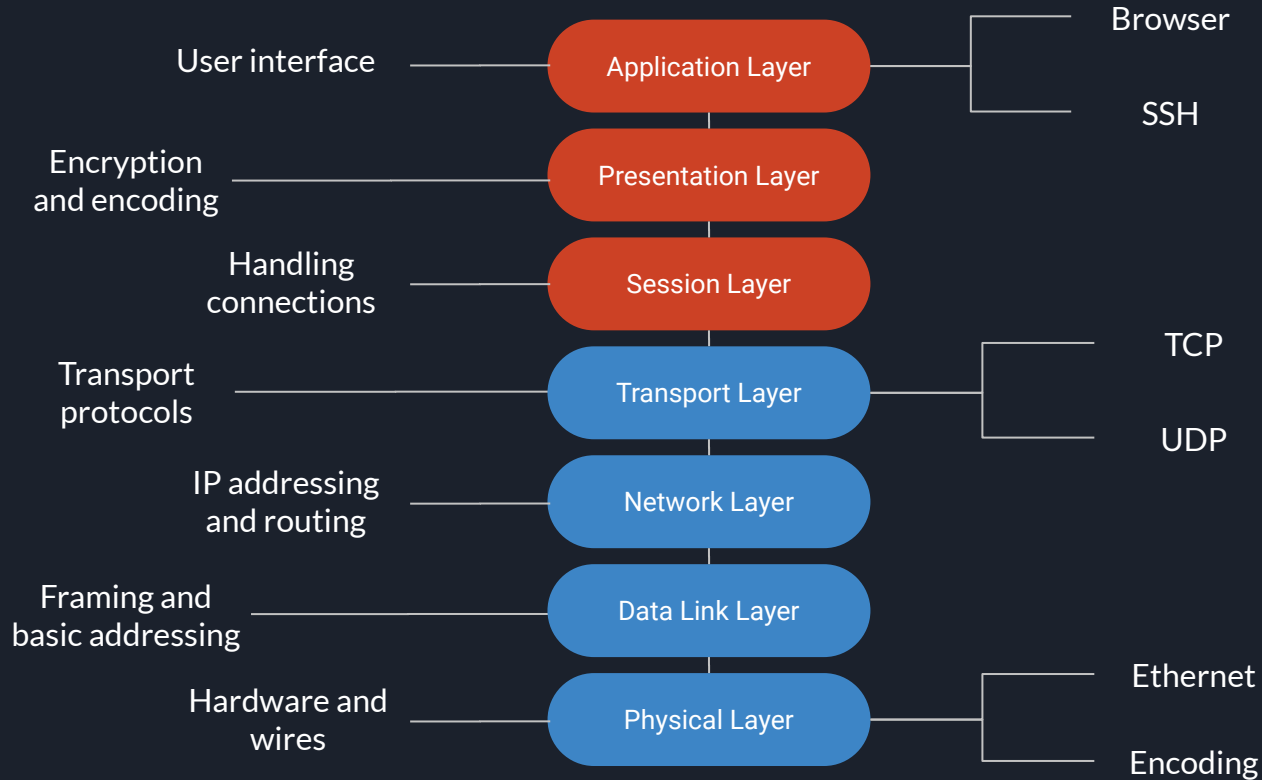 User interface
Application Layer
Browser
SSH
Encryption
and encoding
Presentation Layer
Handling
connections
Session Layer
Transport
protocols
Transport Layer
TCP
UDP
IP addressing
and routing
Network Layer
Framing and
basic addressing
Data Link Layer
Hardware and
wires
Physical Layer
Ethernet
Encoding